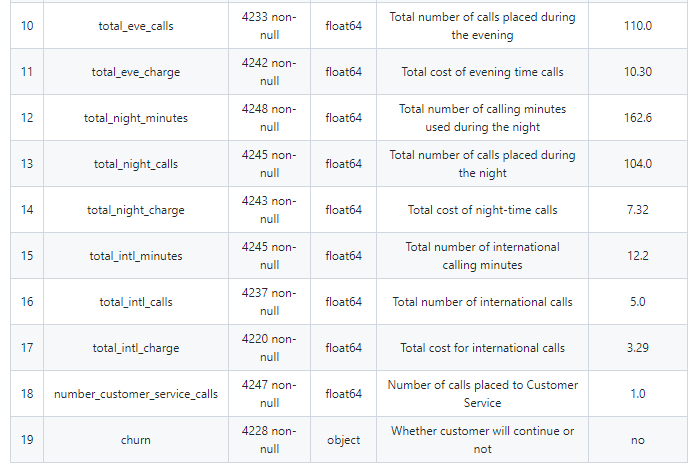 10 total_eve_calls 4233 non-null float64 Total number of calls placed during the evening 110.0
11 total_eve_charge 4242 non-null float64 Total cost of evening time calls 10.30
12 total_night_minutes 4248 non-null float64 Total number of calling minutes used during the night 162.6
13 total_night_calls 4245 non-null float64 Total number of calls placed during the night 104.0
14 total_night_charge 4243 non-null float64 Total cost of night-time calls 7.32
15 total_intl_minutes 4245 non-null float64 Total number of international calling minutes 12.2
16 total_intl_calls 4237 non-null float64 Total number of international calls 5.0
17 total_intl_charge 4220 non-null float64 Total cost for international calls 3.29
18 number_customer_service_calls 4247 non-null float64 Number of calls placed to Customer Service 1.0
19 churn 4228 non-null object Whether customer will continue or not no